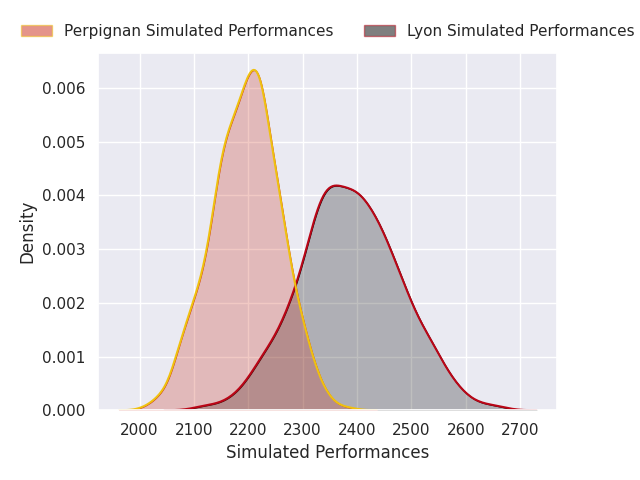 Perpignan Simulated Performances Lyon Simulated Performances
0.006
0.005
0.004
0.003
0.002
0.001
0.000
Density
2000 2100 2200 2300 2400 2500 2600 2700
Simulated Performances